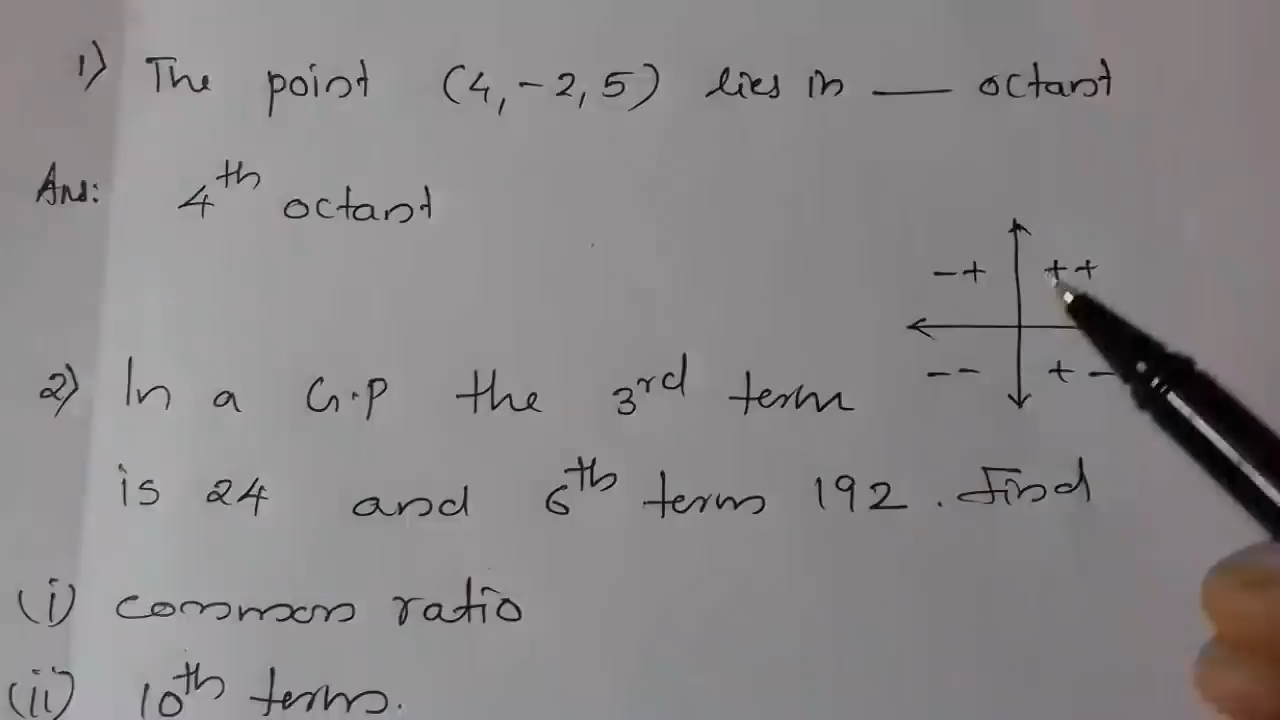 1) The point (4, -2, 5) lies in ___ octant
Ans: 4th octant
-+ ++
-- + -
2) In a G.P the 3rd term
is 24 and 6th term 192. Find
(i) common ratio
(ii) 10th term.